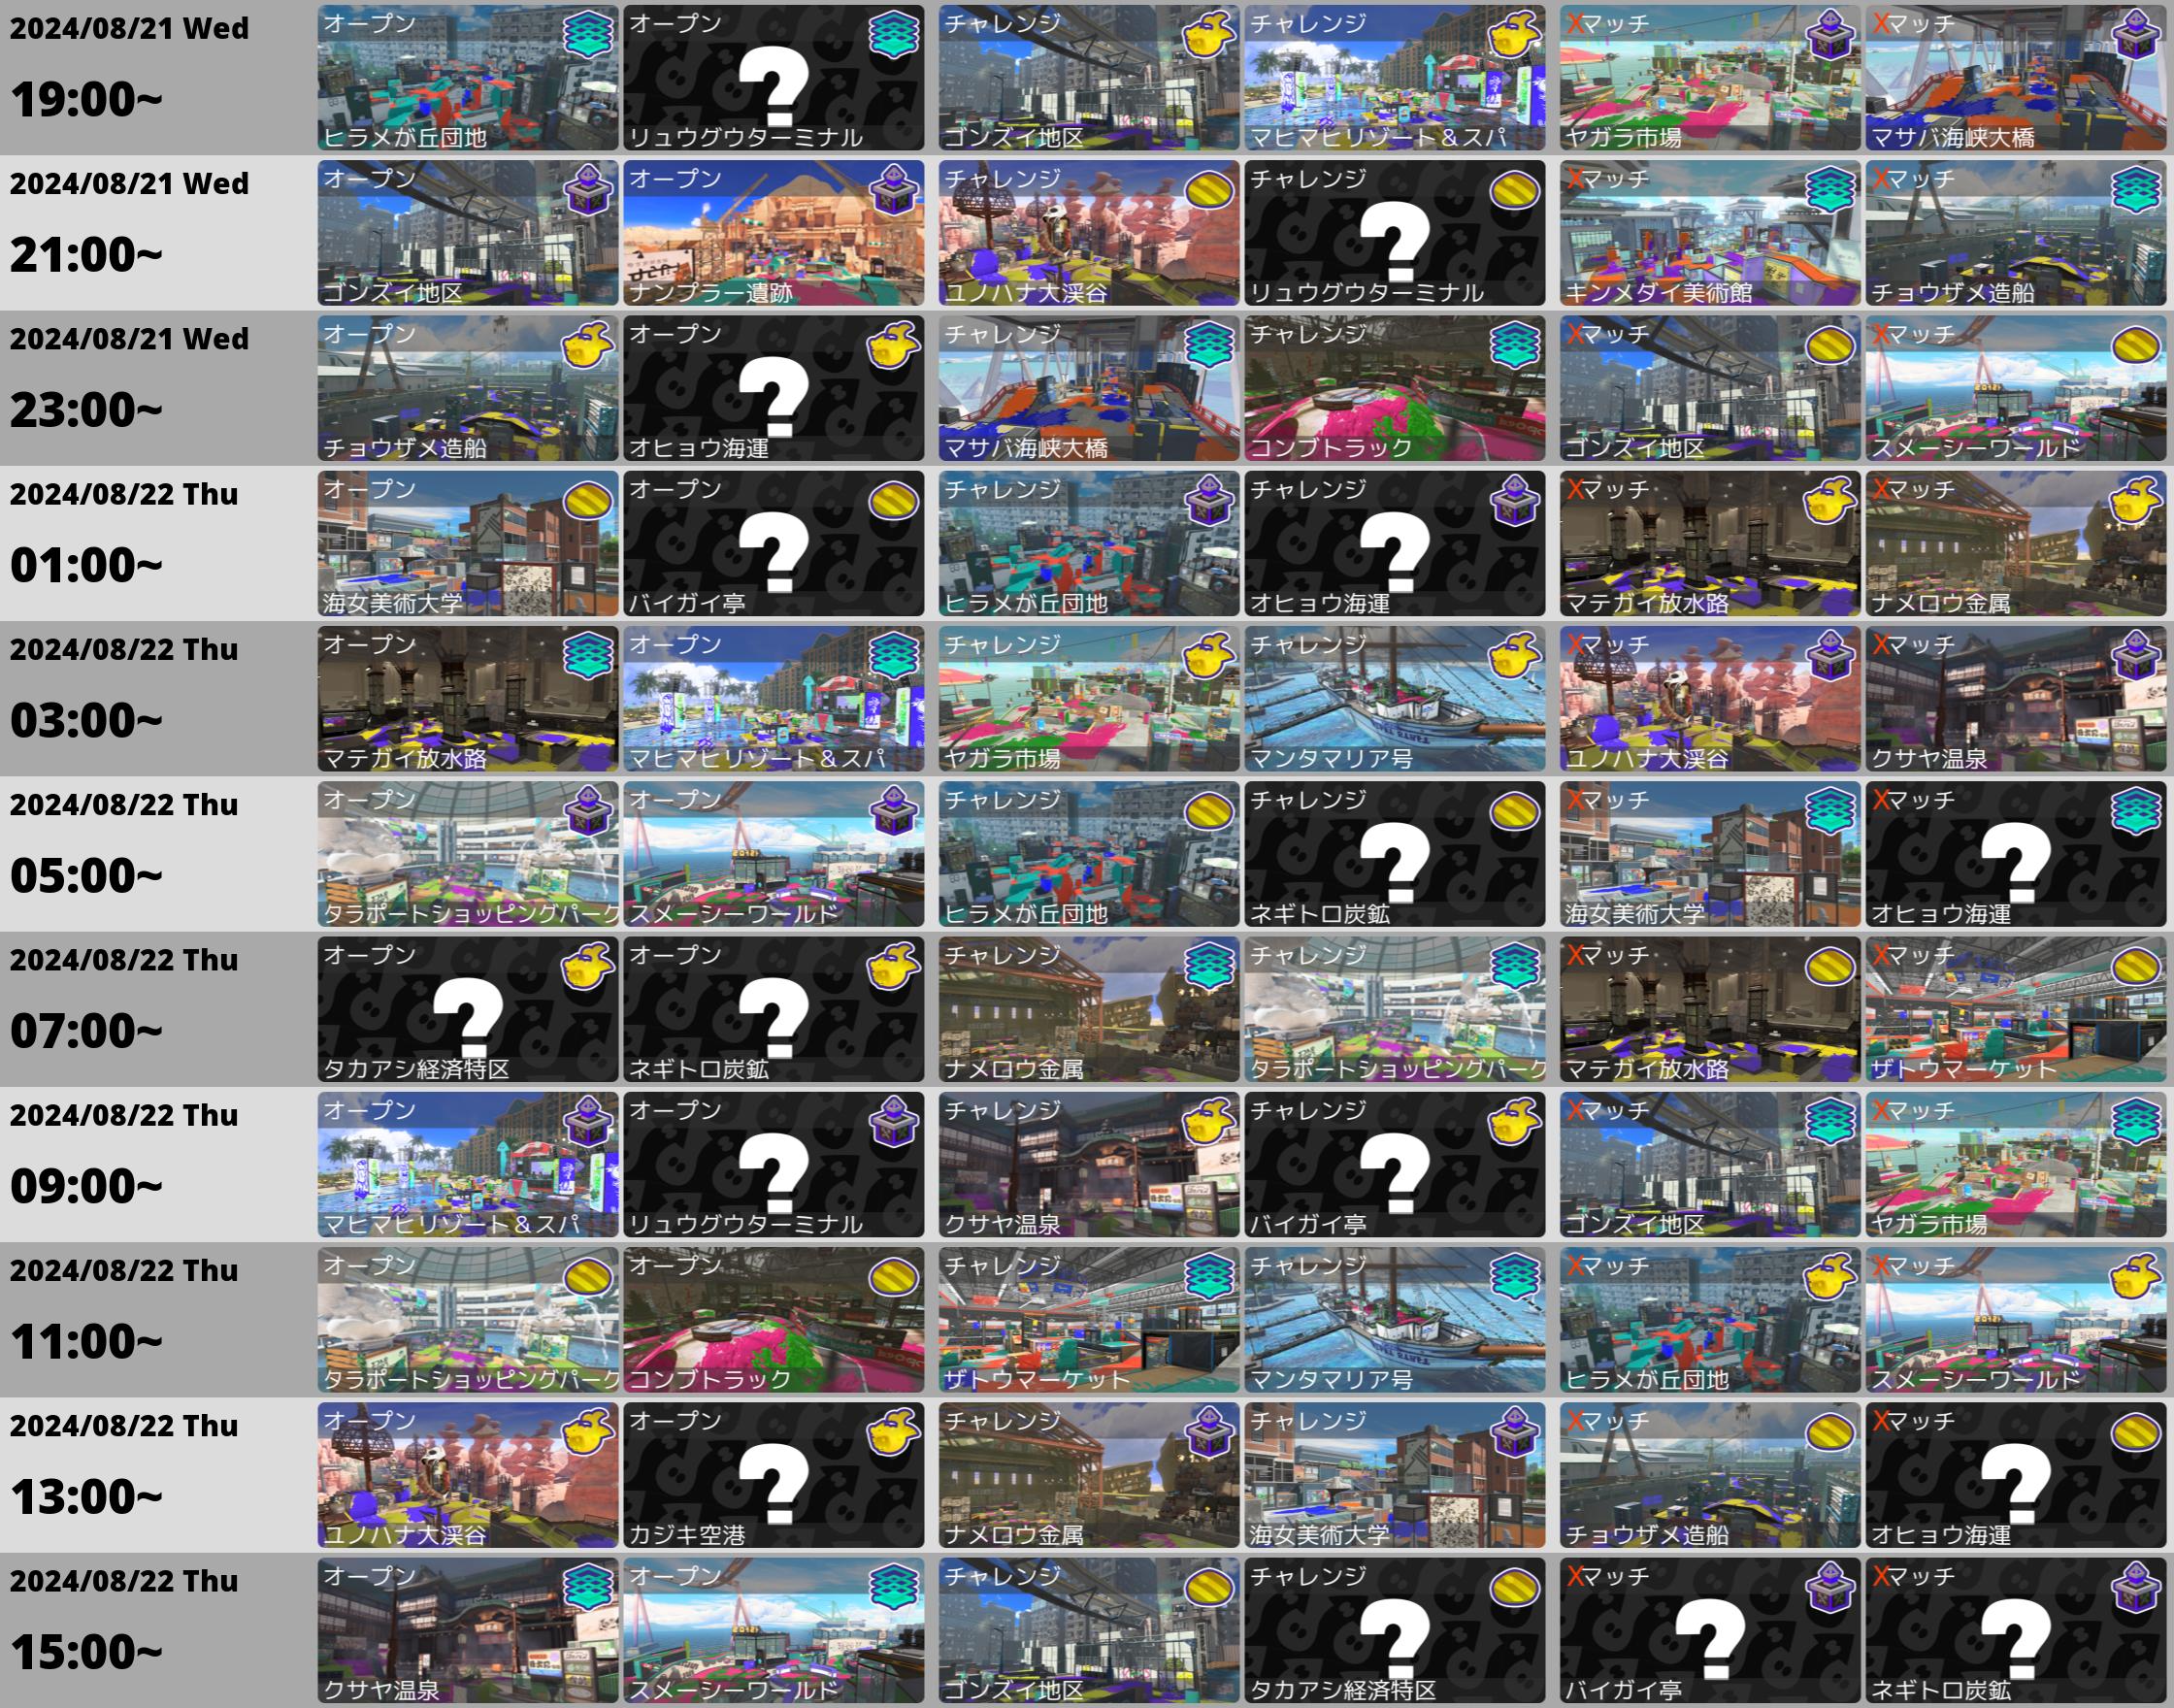 2024/08/21 Wed
19:00~
オープン
ヒラメが丘団地
オープン
リュウグウターミナル
チャレンジ
ゴンズイ地区
チャレンジ
マヒマヒリゾート＆スパ
Xマッチ
ヤガラ市場
Xマッチ
マサバ海峡大橋
2024/08/21 Wed
21:00~
オープン
ゴンズイ地区
オープン
ナンプラー遺跡
チャレンジ
ユノハナ大渓谷
チャレンジ
リュウグウターミナル
Xマッチ
キンメダイ美術館
Xマッチ
チョウザメ造船
2024/08/21 Wed
23:00~
オープン
チョウザメ造船
オープン
オヒョウ海運
チャレンジ
マサバ海峡大橋
チャレンジ
コンブトラック
Xマッチ
ゴンズイ地区
Xマッチ
スメーシーワールド
2024/08/22 Thu
01:00~
オープン
海女美術大学
オープン
バイガイ亭
チャレンジ
ヒラメが丘団地
チャレンジ
オヒョウ海運
Xマッチ
マテガイ放水路
Xマッチ
ナメロウ金属
2024/08/22 Thu
03:00~
オープン
マテガイ放水路
オープン
マヒマヒリゾート＆スパ
チャレンジ
ヤガラ市場
チャレンジ
マンタマリア号
Xマッチ
ユノハナ大渓谷
Xマッチ
クサヤ温泉
2024/08/22 Thu
05:00~
オープン
タラポートショッピングパーク
オープン
スメーシーワールド
チャレンジ
ヒラメが丘団地
チャレンジ
ネギトロ炭鉱
Xマッチ
海女美術大学
Xマッチ
オヒョウ海運
2024/08/22 Thu
07:00~
オープン
タカアシ経済特区
オープン
ネギトロ炭鉱
チャレンジ
ナメロウ金属
チャレンジ
タラポートショッピングパーク
Xマッチ
マテガイ放水路
Xマッチ
ザトウマーケット
2024/08/22 Thu
09:00~
オープン
マヒマヒリゾート＆スパ
オープン
リュウグウターミナル
チャレンジ
クサヤ温泉
チャレンジ
バイガイ亭
Xマッチ
ゴンズイ地区
Xマッチ
ヤガラ市場
2024/08/22 Thu
11:00~
オープン
タラポートショッピングパーク
オープン
コンブトラック
チャレンジ
ザトウマーケット
チャレンジ
マンタマリア号
Xマッチ
ヒラメが丘団地
Xマッチ
スメーシーワールド
2024/08/22 Thu
13:00~
オープン
ユノハナ大渓谷
オープン
カジキ空港
チャレンジ
ナメロウ金属
チャレンジ
海女美術大学
Xマッチ
チョウザメ造船
Xマッチ
オヒョウ海運
2024/08/22 Thu
15:00~
オープン
クサヤ温泉
オープン
スメーシーワールド
チャレンジ
ゴンズイ地区
チャレンジ
タカアシ経済特区
Xマッチ
バイガイ亭
Xマッチ
ネギトロ炭鉱